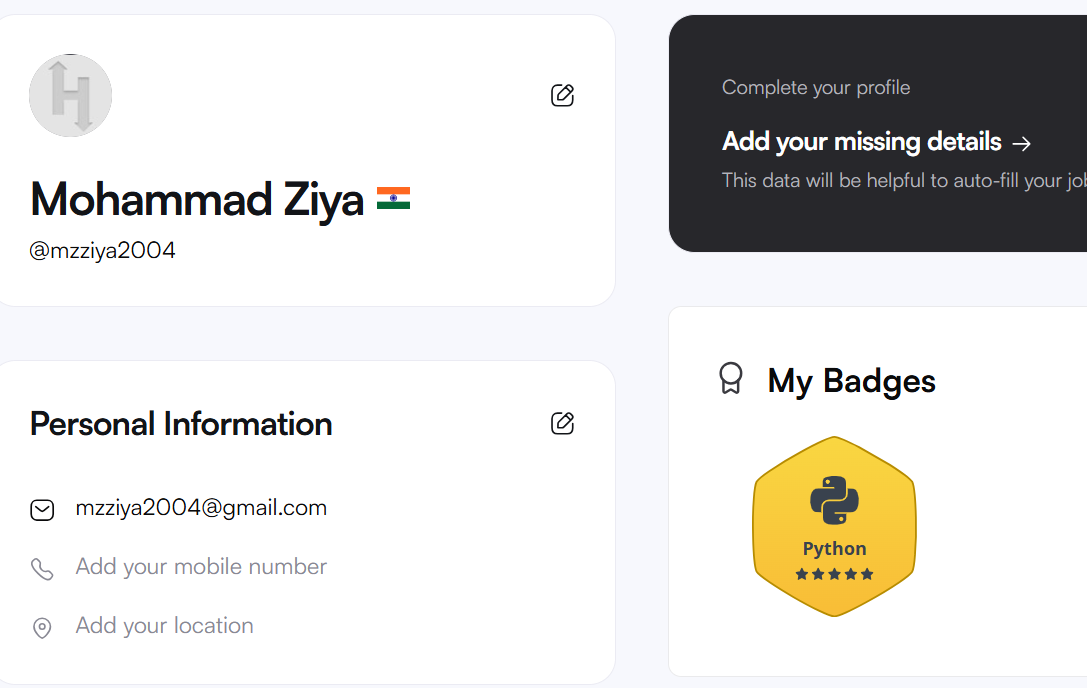 Mohammad Ziya
@mzziya2004
Personal Information
mzziya2004@gmail.com
Add your mobile number
Add your location
Complete your profile
Add your missing details →
This data will be helpful to auto-fill your
My Badges
Python